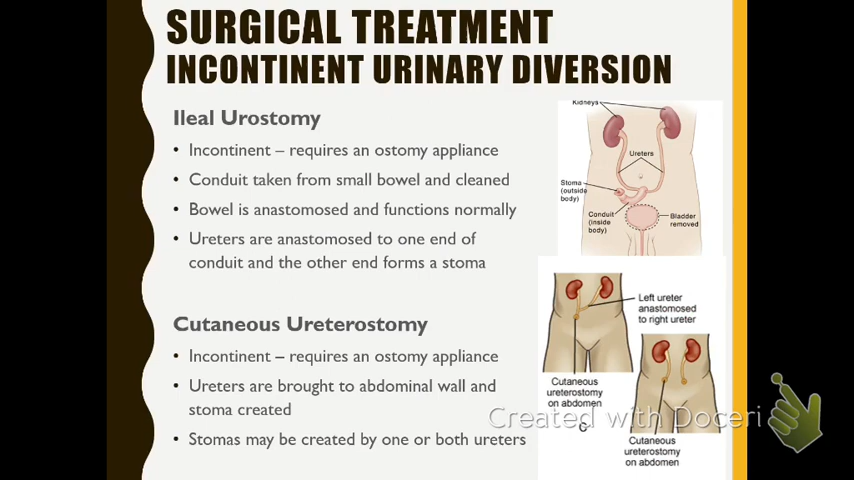 SURGICAL TREATMENT
INCONTINENT URINARY DIVERSION
Ileal Urostomy
• Incontinent – requires an ostomy appliance
• Conduit taken from small bowel and cleaned
• Bowel is anastomosed and functions normally
• Ureters are anastomosed to one end of
conduit and the other end forms a stoma
Cutaneous Ureterostomy
• Incontinent – requires an ostomy appliance
• Ureters are brought to abdominal wall and
stoma created
• Stomas may be created by one or both ureters
Kidneys
Ureters
Stoma
(outside
body)
Conduit
(inside
body)
Bladder
removed
Left ureter
anastomosed
to right ureter
Cutaneous
ureterostomy
on abdomen
Cutaneous
ureterostomy
on abdomen
Created with Doceri